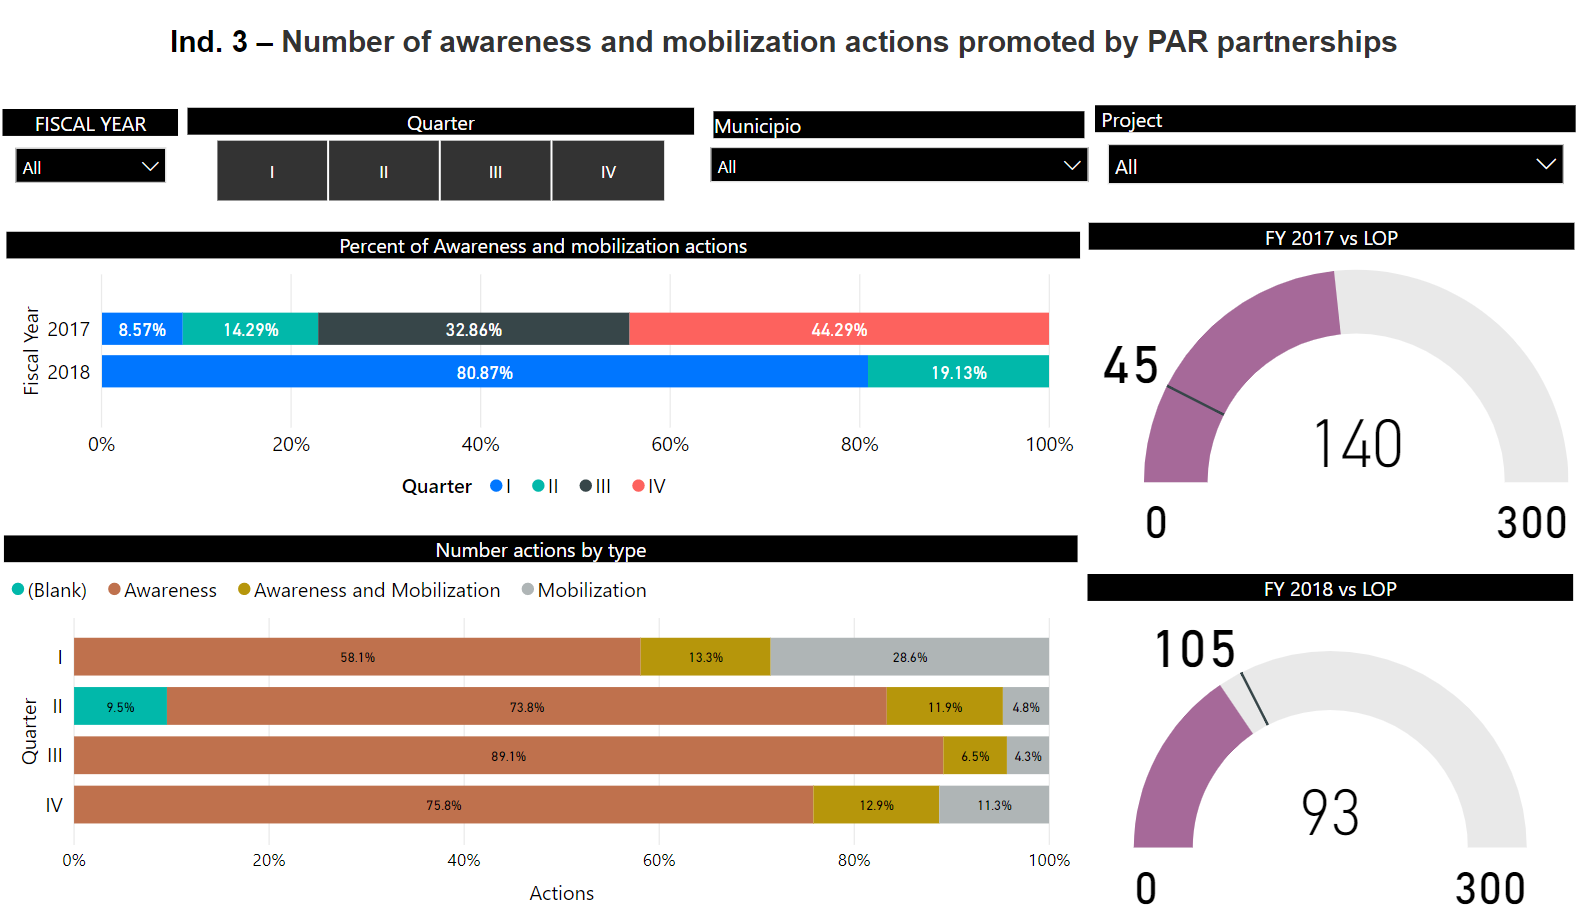 Ind. 3 – Number of awareness and mobilization actions promoted by PAR partnerships
FISCAL YEAR
All
Quarter
I
II
III
IV
Municipio
All
Project
All
Percent of Awareness and mobilization actions
Fiscal Year
2017
8.57%
14.29%
32.86%
44.29%
2018
80.87%
19.13%
0%
20%
40%
60%
80%
100%
Quarter
I
II
III
IV
FY 2017 vs LOP
45
140
0
300
Number actions by type
(Blank)
Awareness
Awareness and Mobilization
Mobilization
Quarter
I
58.1%
13.3%
28.6%
II
9.5%
73.8%
11.9%
4.8%
III
89.1%
6.5%
4.3%
IV
75.8%
12.9%
11.3%
0%
20%
40%
60%
80%
100%
Actions
FY 2018 vs LOP
105
93
0
300